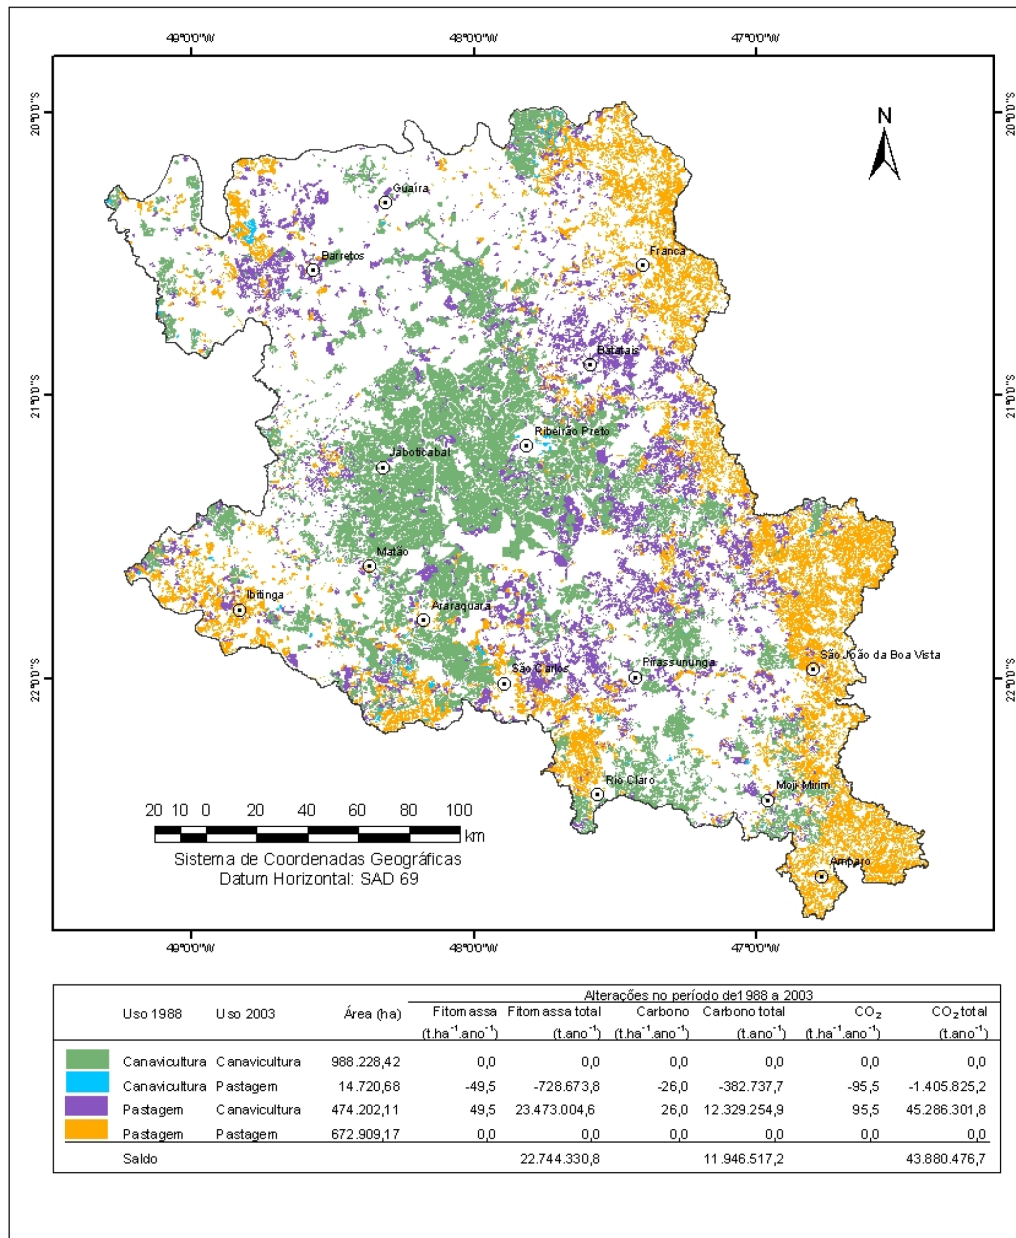 49°0'0"W 48°0'0"W 47°0'0"W
20°0'0"S 20°0'0"S
N
Guaíra
Franca
Barretos
Batatais
21°0'0"S 21°0'0"S
Ribeirão Preto
Jaboticabal
Matão
Ibitinga
Araraquara
São Carlos
Pirassununga
São João da Boa Vista
22°0'0"S 22°0'0"S
Rio Claro
Moji-Mirim
20 10 0 20 40 60 80 100
km
Sistema de Coordenadas Geográficas
Datum Horizontal: SAD 69
Amparo
49°0'0"W 48°0'0"W 47°0'0"W
Alterações no período de1988 a 2003
Uso 1988 Uso 2003 Área (ha) Fitomassa Fitomassa total Carbono Carbono total CO₂ CO₂ total
(t.ha⁻¹.ano⁻¹) (t.ano⁻¹) (t.ha⁻¹.ano⁻¹) (t.ano⁻¹) (t.ha⁻¹.ano⁻¹) (t.ano⁻¹)
Canavicultura Canavicultura 988.228,42 0,0 0,0 0,0 0,0 0,0 0,0
Canavicultura Pastagem 14.720,68 -49,5 -728.673,8 -26,0 -382.737,7 -95,5 -1.405.825,2
Pastagem Canavicultura 474.202,11 49,5 23.473.004,6 26,0 12.329.254,9 95,5 45.286.301,8
Pastagem Pastagem 672.909,17 0,0 0,0 0,0 0,0 0,0 0,0
Saldo 22.744.330,8 11.946.517,2 43.880.476,7